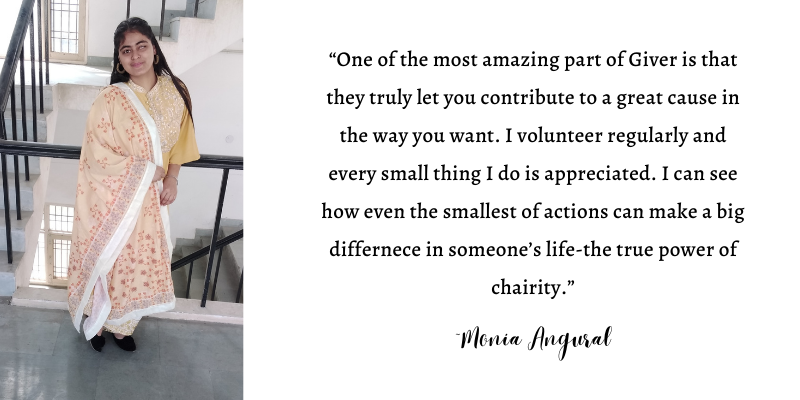 “One of the most amazing part of Giver is that
they truly let you contribute to a great cause in
the way you want. I volunteer regularly and
every small thing I do is appreciated. I can see
how even the smallest of actions can make a big
differnece in someone’s life-the true power of
chairity.”
~Monia Angural